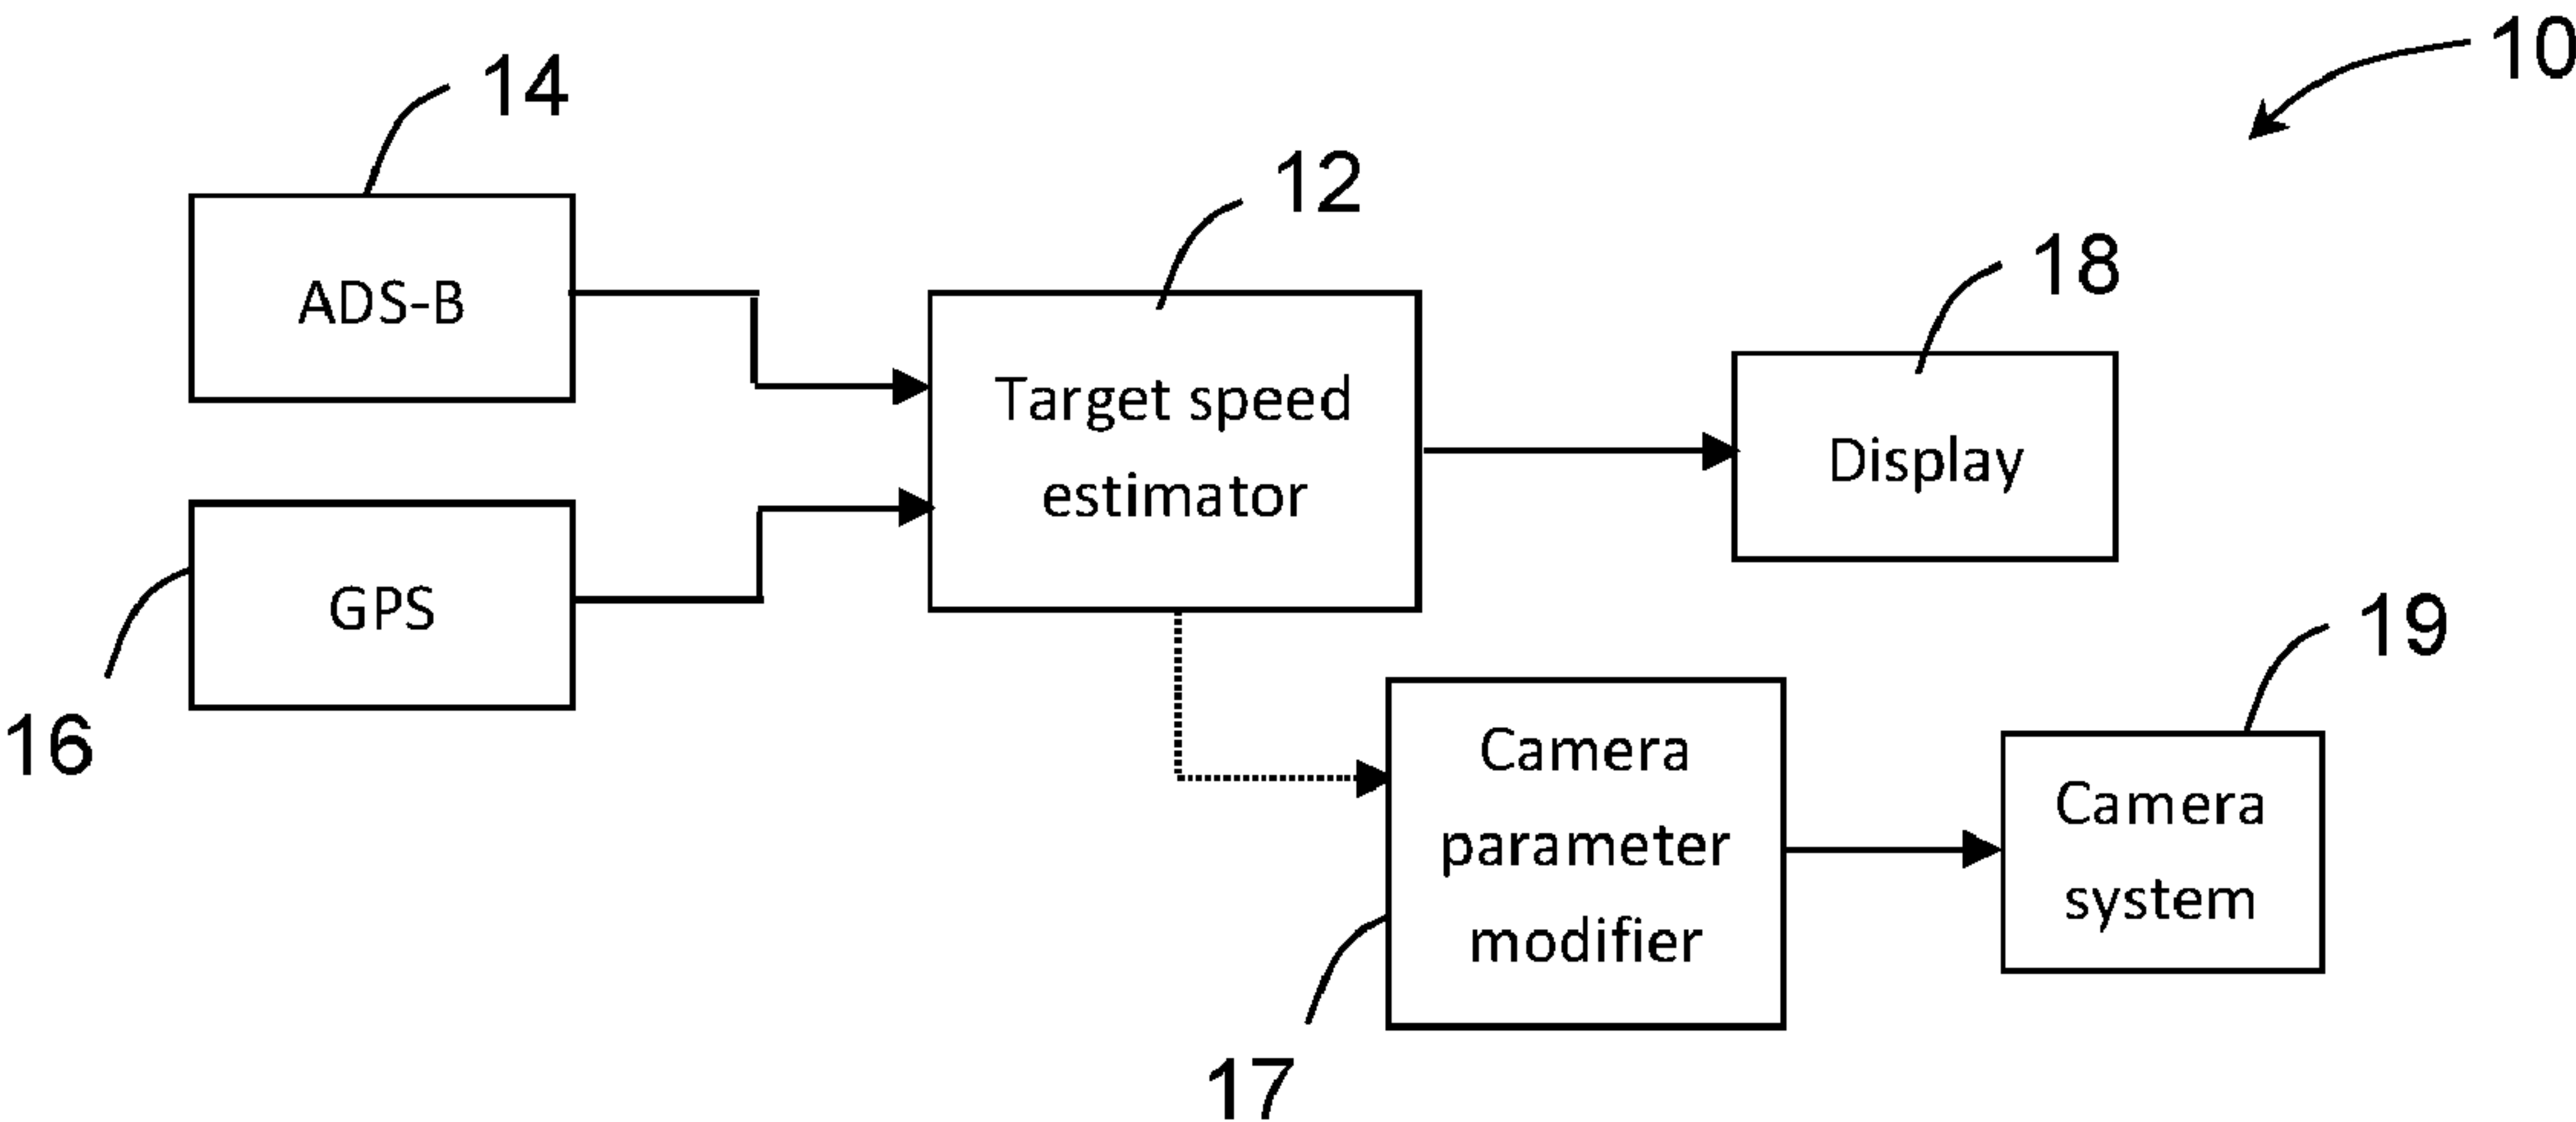 10
14
12
18
ADS-B
Target speed
estimator
Display
GPS
16
19
Camera
parameter
modifier
Camera
system
17